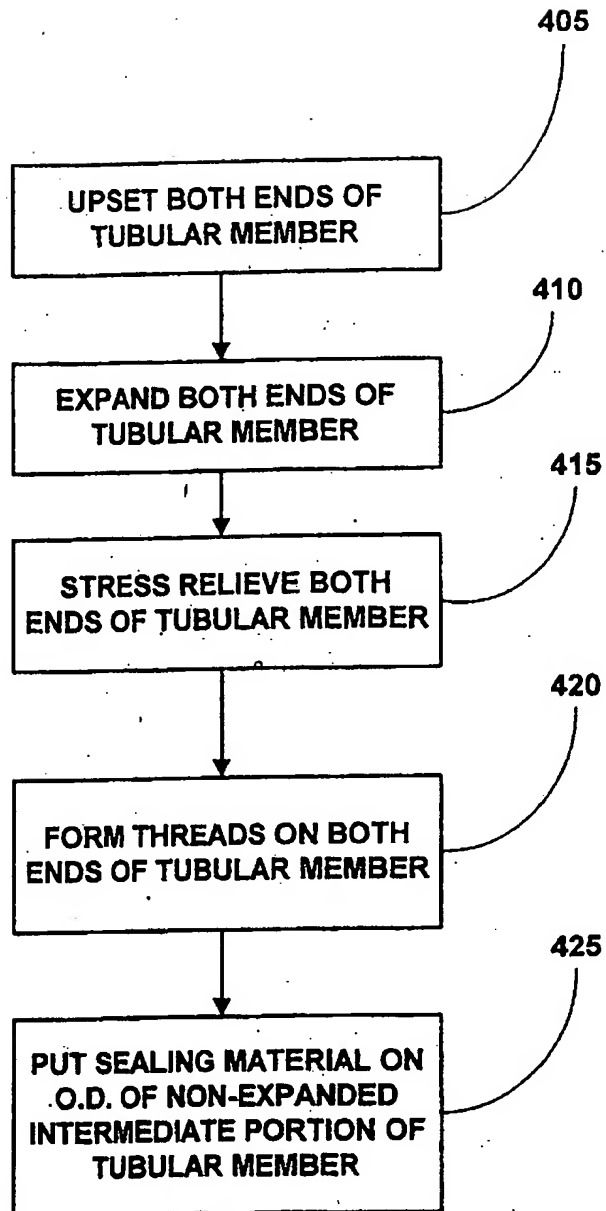 405
UPSET BOTH ENDS OF
TUBULAR MEMBER
410
EXPAND BOTH ENDS OF
TUBULAR MEMBER
415
STRESS RELIEVE BOTH
ENDS OF TUBULAR MEMBER
420
FORM THREADS ON BOTH
ENDS OF TUBULAR MEMBER
425
PUT SEALING MATERIAL ON
O.D. OF NON-EXPANDED
INTERMEDIATE PORTION OF
TUBULAR MEMBER